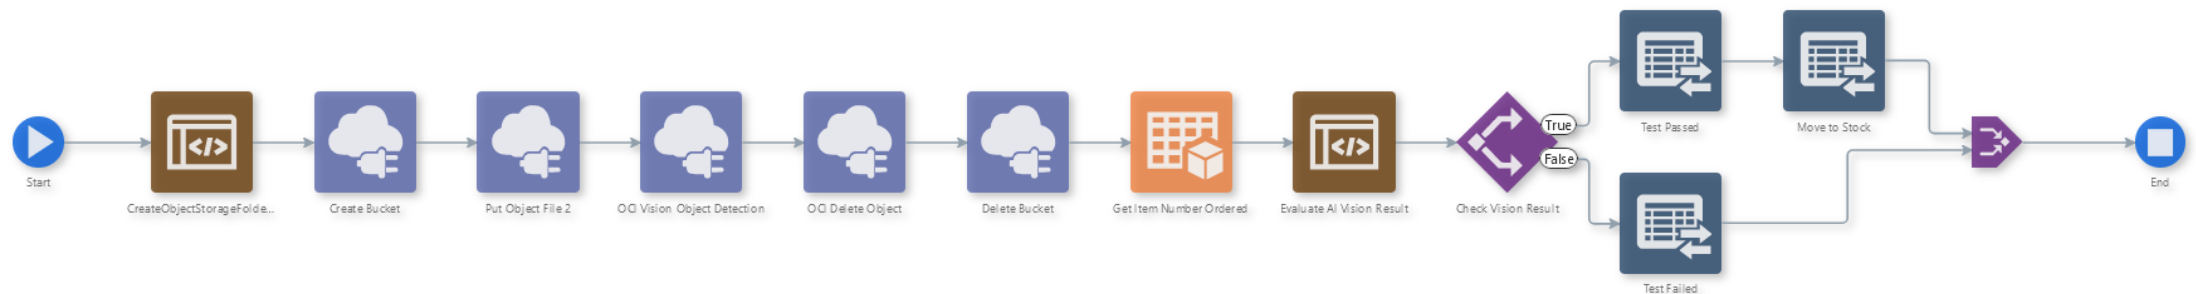 Start
CreateObjectStorageFolde...
Create Bucket
Put Object File 2
OCI Vision Object Detection
OCI Delete Object
Delete Bucket
Get Item Number Ordered
Evaluate AI Vision Result
Check Vision Result
True
False
Test Passed
Move to Stock
Test Failed
End